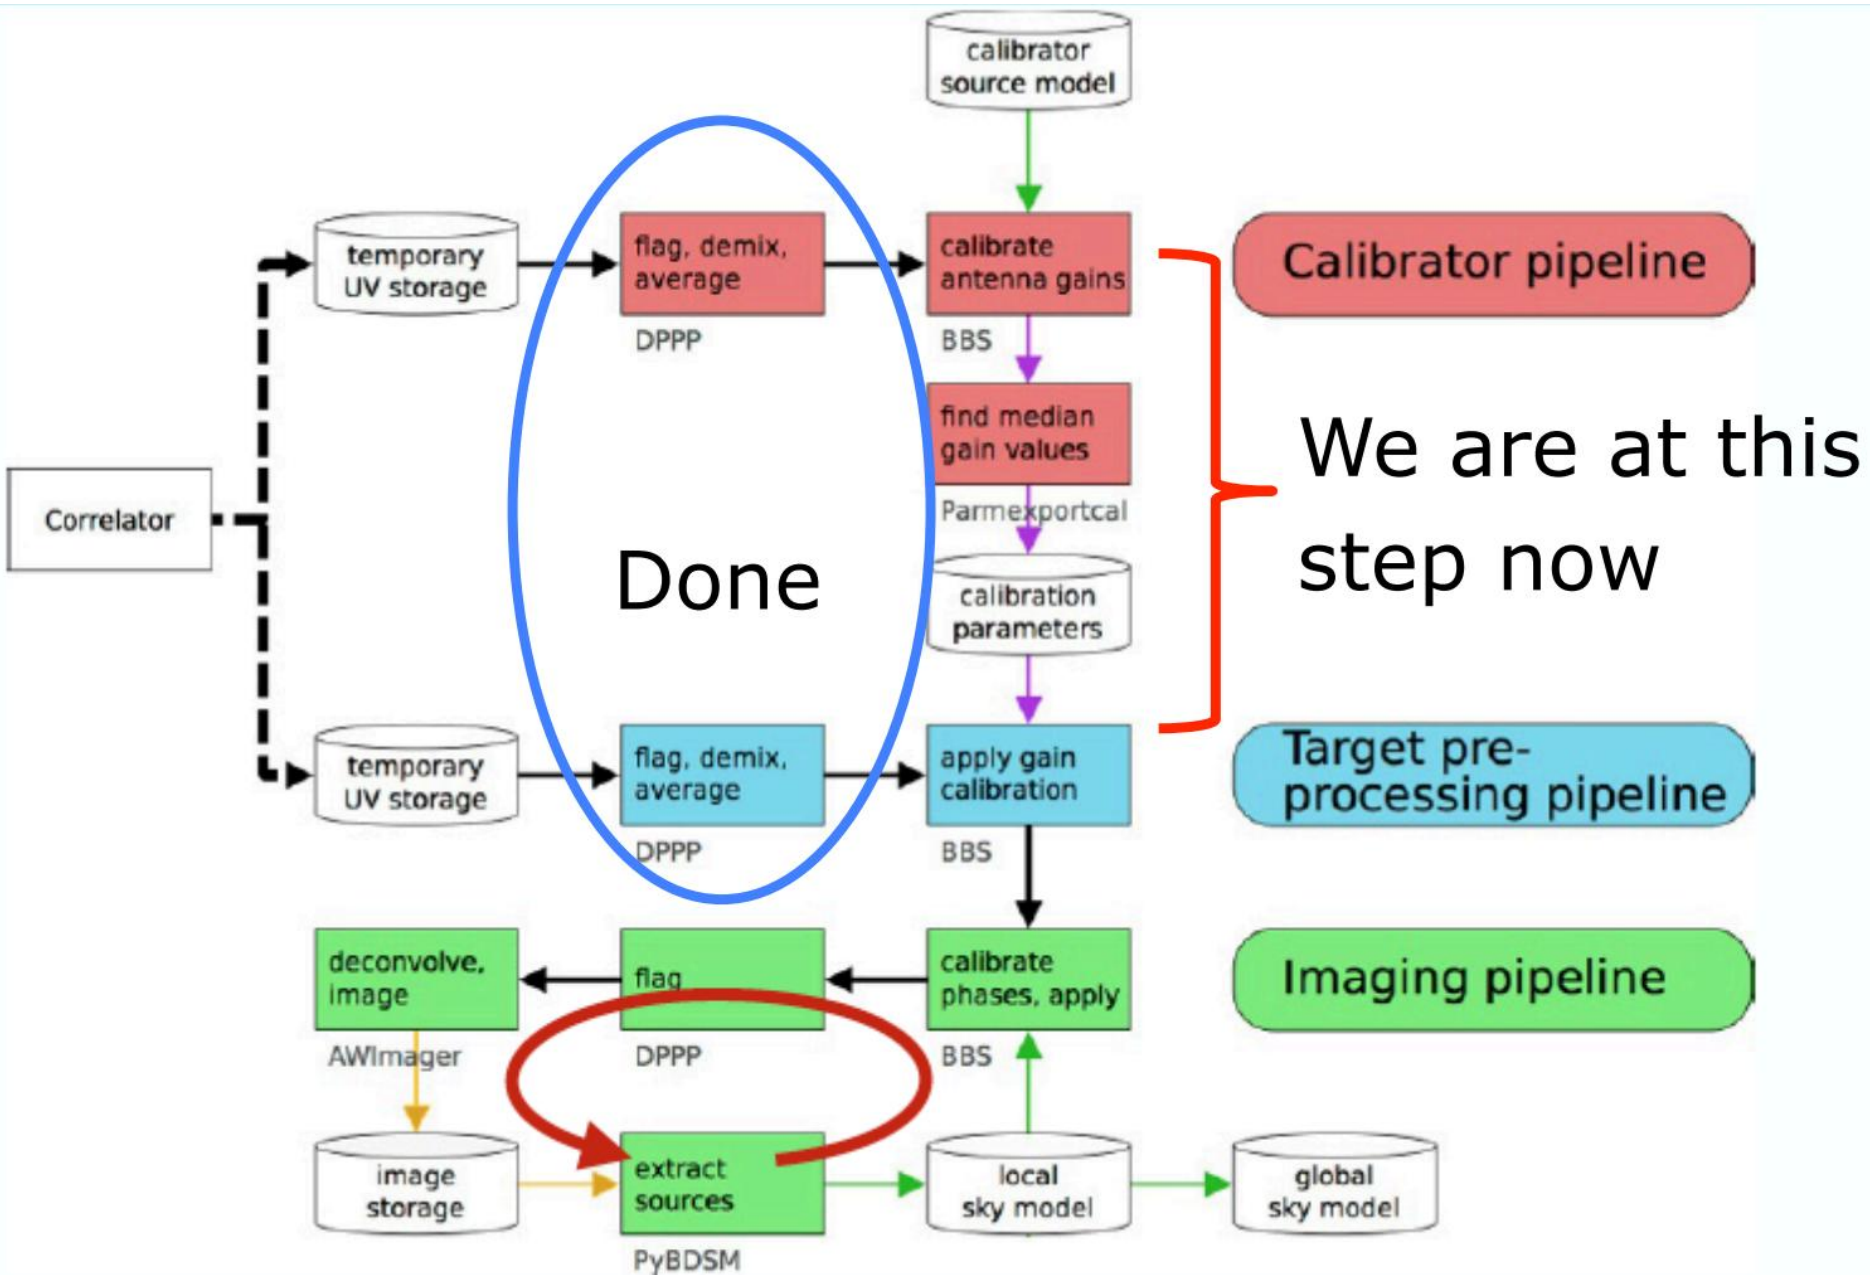 calibrator
source model
temporary
UV storage
flag, demix,
average
DPPP
calibrate
antenna gains
BBS
Calibrator pipeline
find median
gain values
Parmexportcal
We are at this
step now
Correlator
Done
calibration
parameters
temporary
UV storage
flag, demix,
average
DPPP
apply gain
calibration
BBS
Target pre-
processing pipeline
deconvolve,
image
AWImager
flag
DPPP
calibrate
phases, apply
BBS
Imaging pipeline
image
storage
extract
sources
PyBDSM
local
sky model
global
sky model